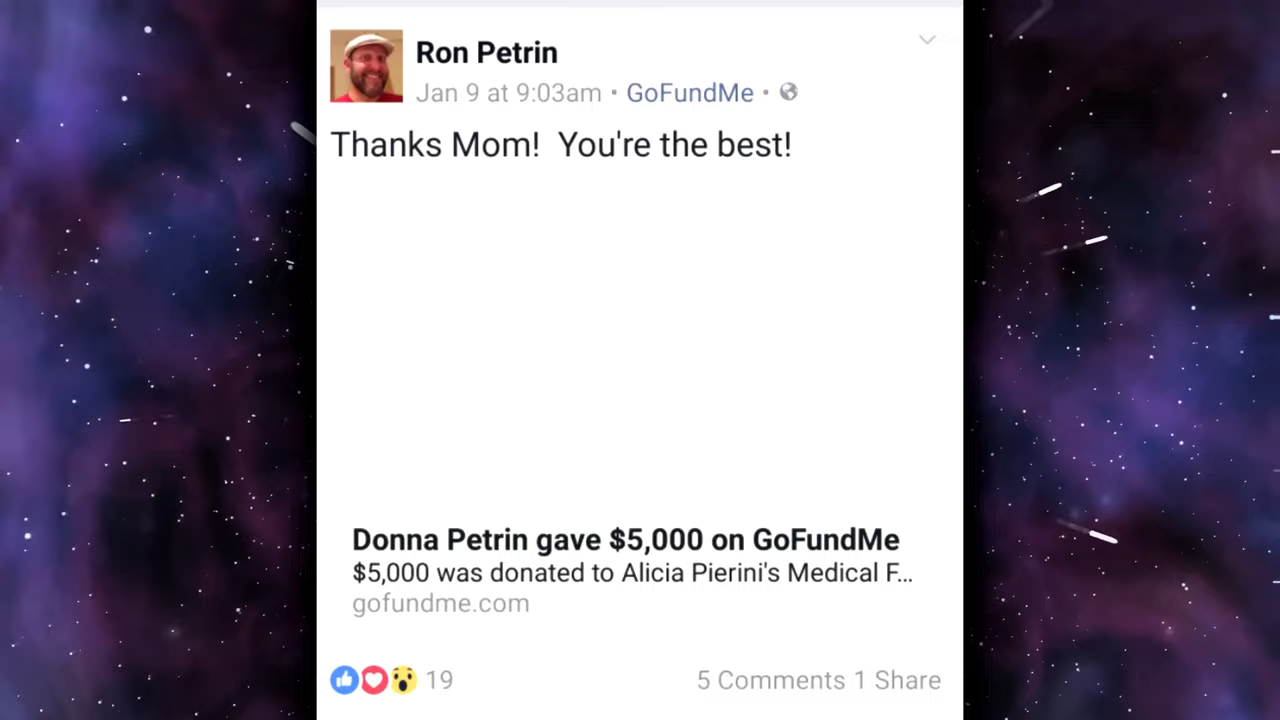 Ron Petrin
Jan 9 at 9:03am • GoFundMe •
Thanks Mom!  You're the best!
Donna Petrin gave $5,000 on GoFundMe
$5,000 was donated to Alicia Pierini's Medical F...
gofundme.com
19
5 Comments 1 Share